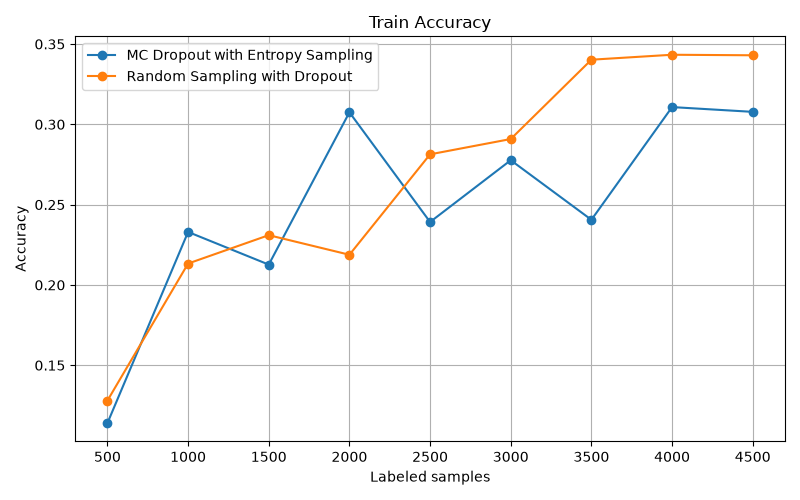 Train Accuracy
MC Dropout with Entropy Sampling
Random Sampling with Dropout
Accuracy
0.35
0.30
0.25
0.20
0.15
500 1000 1500 2000 2500 3000 3500 4000 4500
Labeled samples